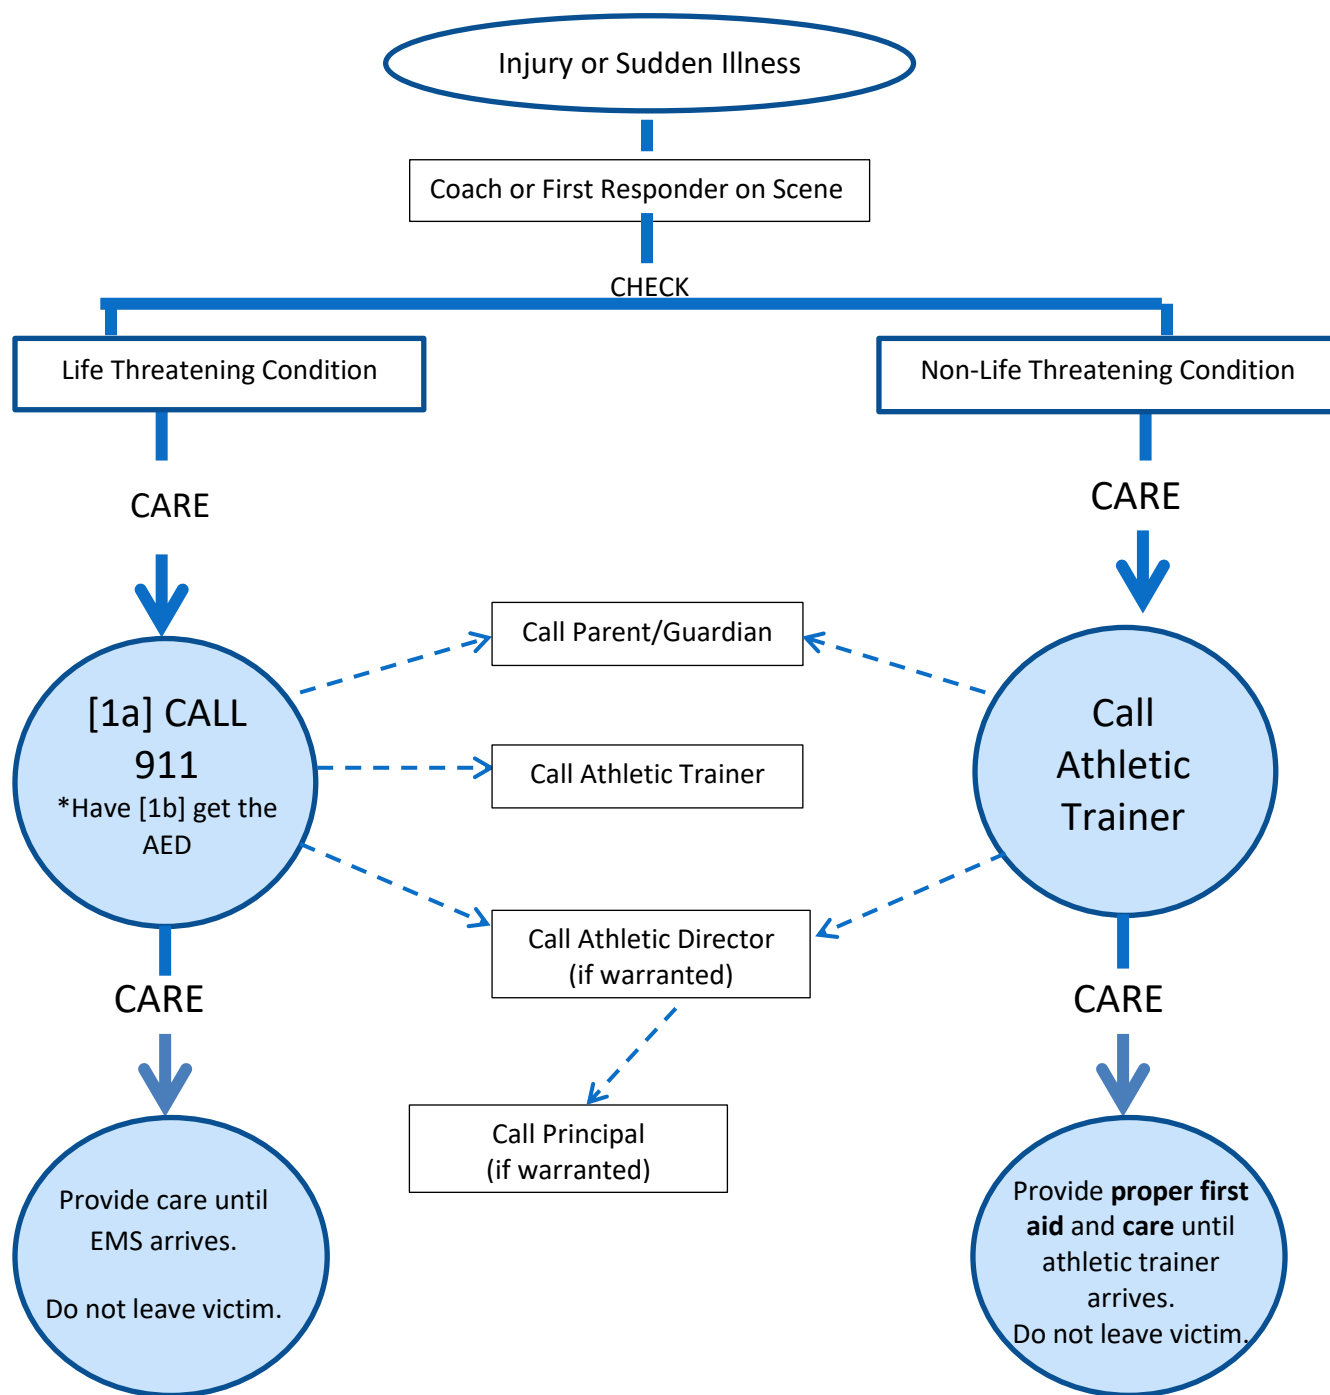 Injury or Sudden Illness
Coach or First Responder on Scene
CHECK
Life Threatening Condition
Non-Life Threatening Condition
CARE
CARE
Call Parent/Guardian
[1a] CALL
911
*Have [1b] get the
AED
Call Athletic Trainer
Call
Athletic
Trainer
Call Athletic Director
(if warranted)
CARE
CARE
Call Principal
(if warranted)
Provide care until
EMS arrives.
Do not leave victim.
Provide proper first
aid and care until
athletic trainer
arrives.
Do not leave victim.